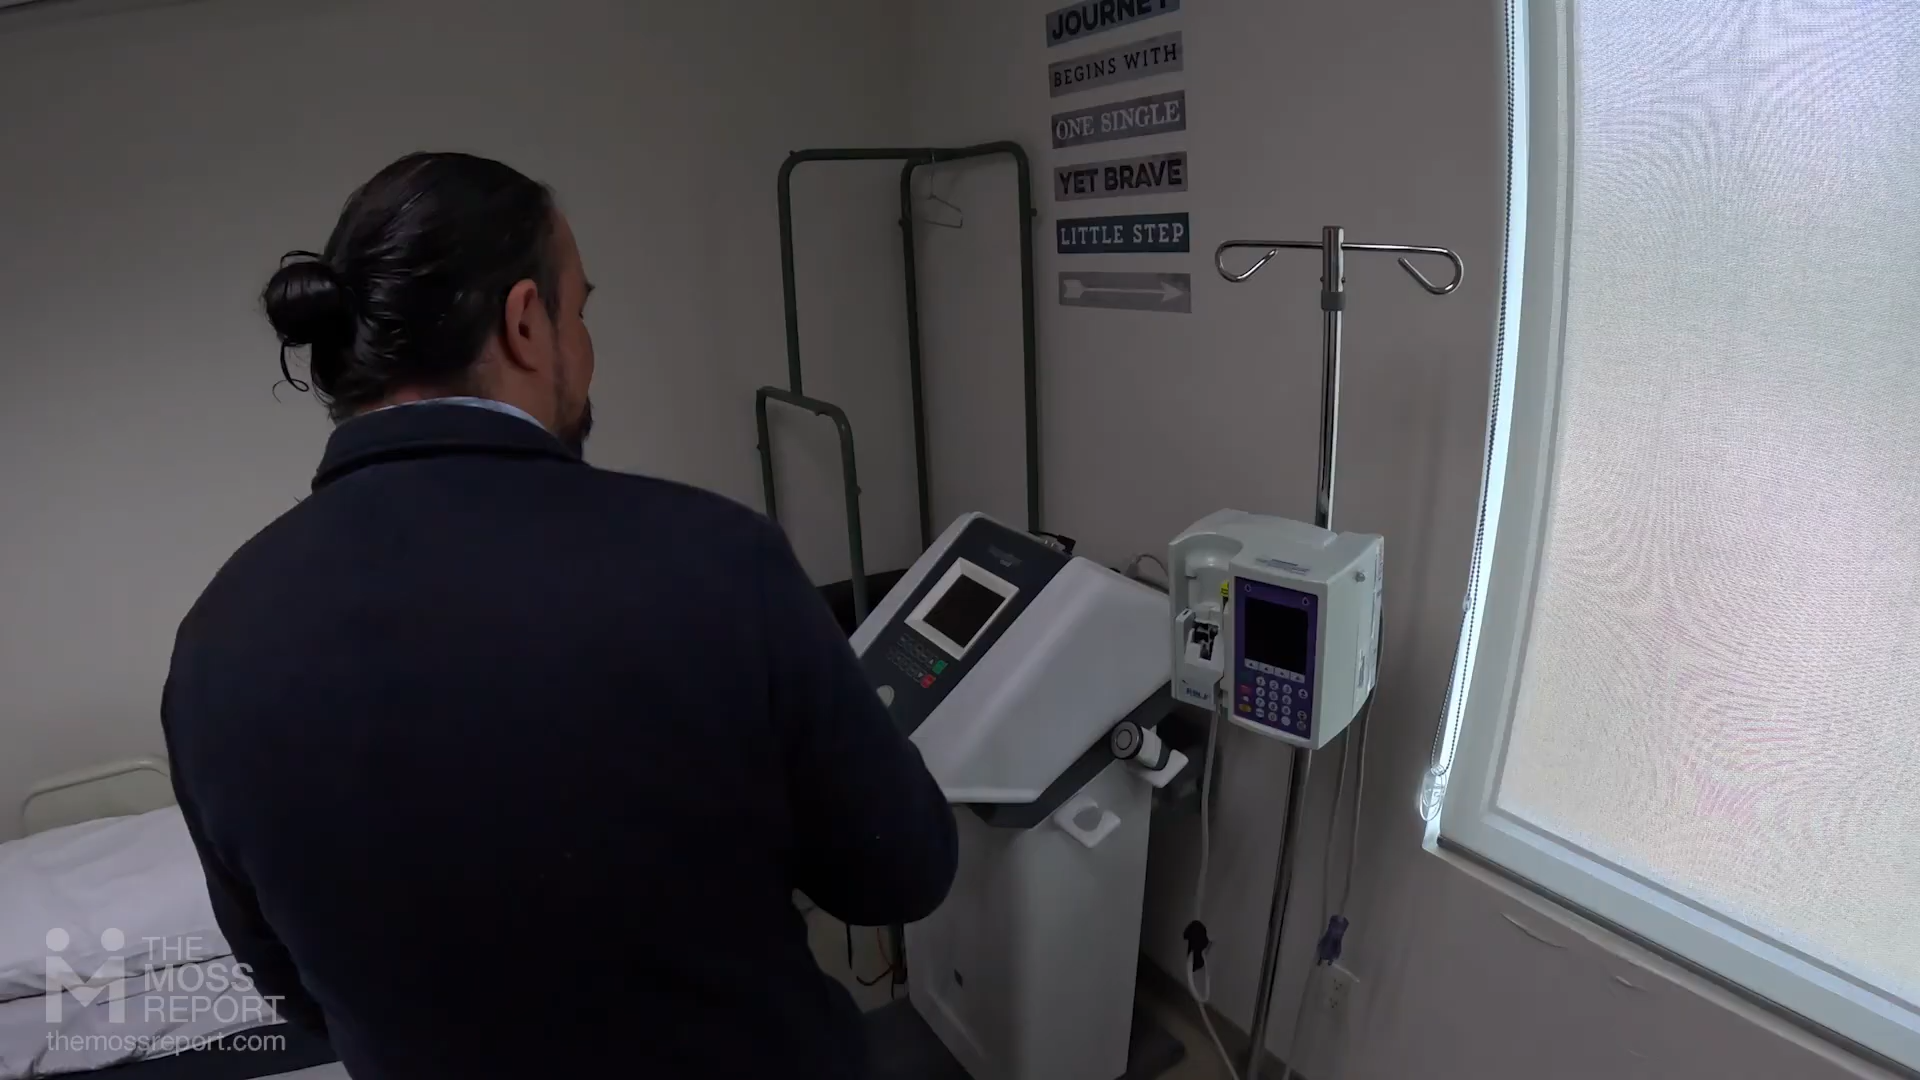 JOURNEY
BEGINS WITH
ONE SINGLE
YET BRAVE
LITTLE STEP
THE
MOSS
REPORT
themossreport.com